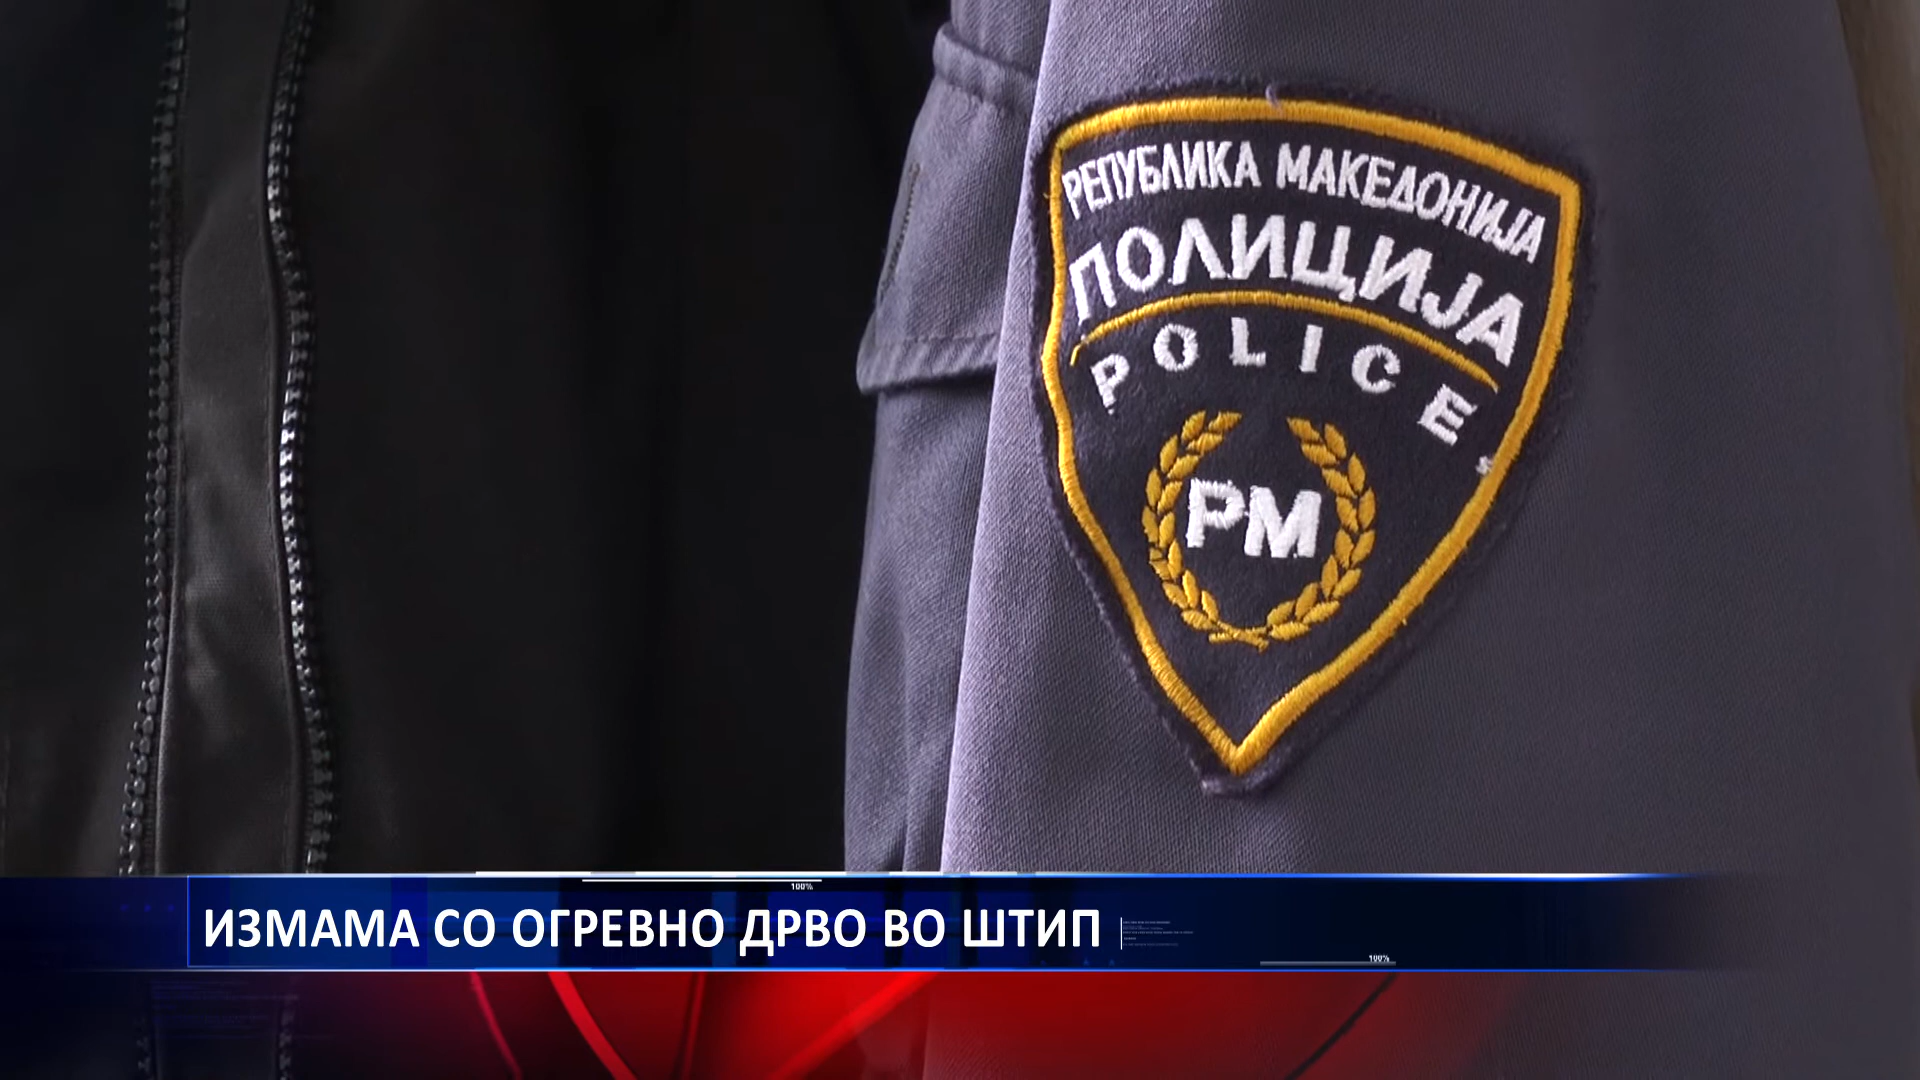 РЕПУБЛИКА МАКЕДОНИЈА
ПОЛИЦИЈА
POLICE
РМ
100%
ИЗМАМА СО ОГРЕВНО ДРВО ВО ШТИП
100%